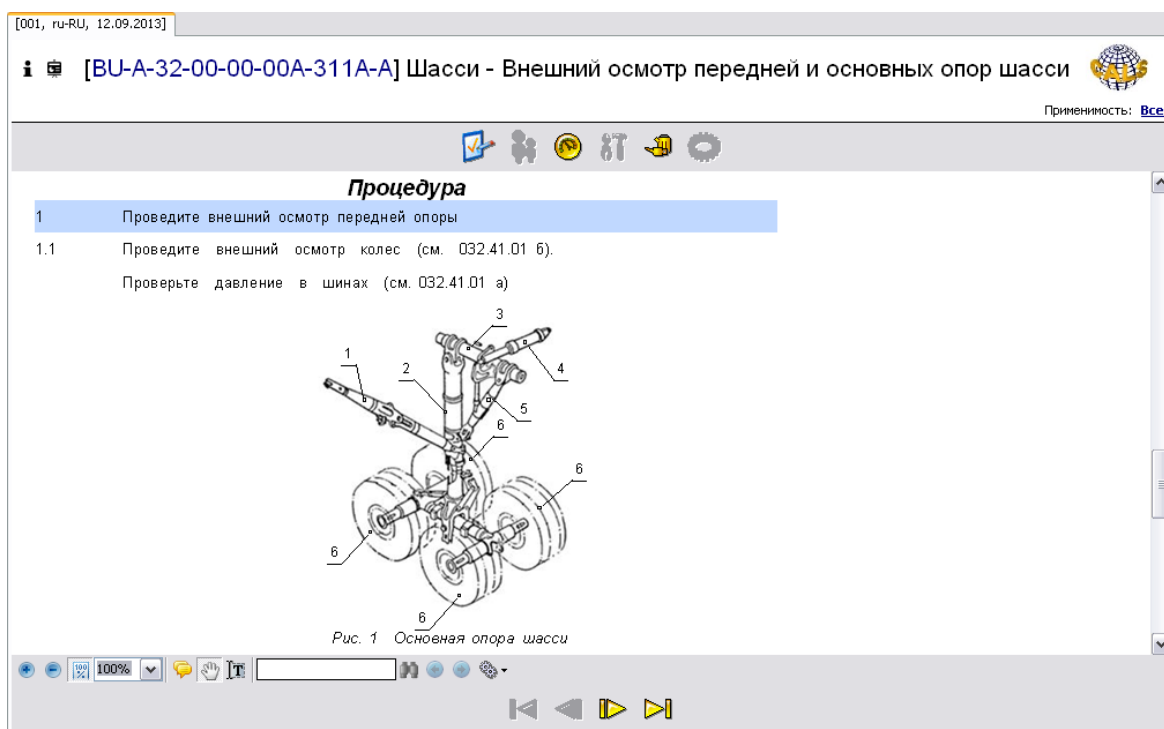 [001, ru-RU, 12.09.2013]
[BU-A-32-00-00-00A-311A-A] Шасси - Внешний осмотр передней и основных опор шасси
CALS
Применимость: Все
Процедура
1 Проведите внешний осмотр передней опоры
1.1 Проведите внешний осмотр колес (см. 032.41.01 б).
Проверьте давление в шинах (см. 032.41.01 а)
3
1
2
4
5
6
6
6
6
Рис. 1 Основная опора шасси
100% 100%
T